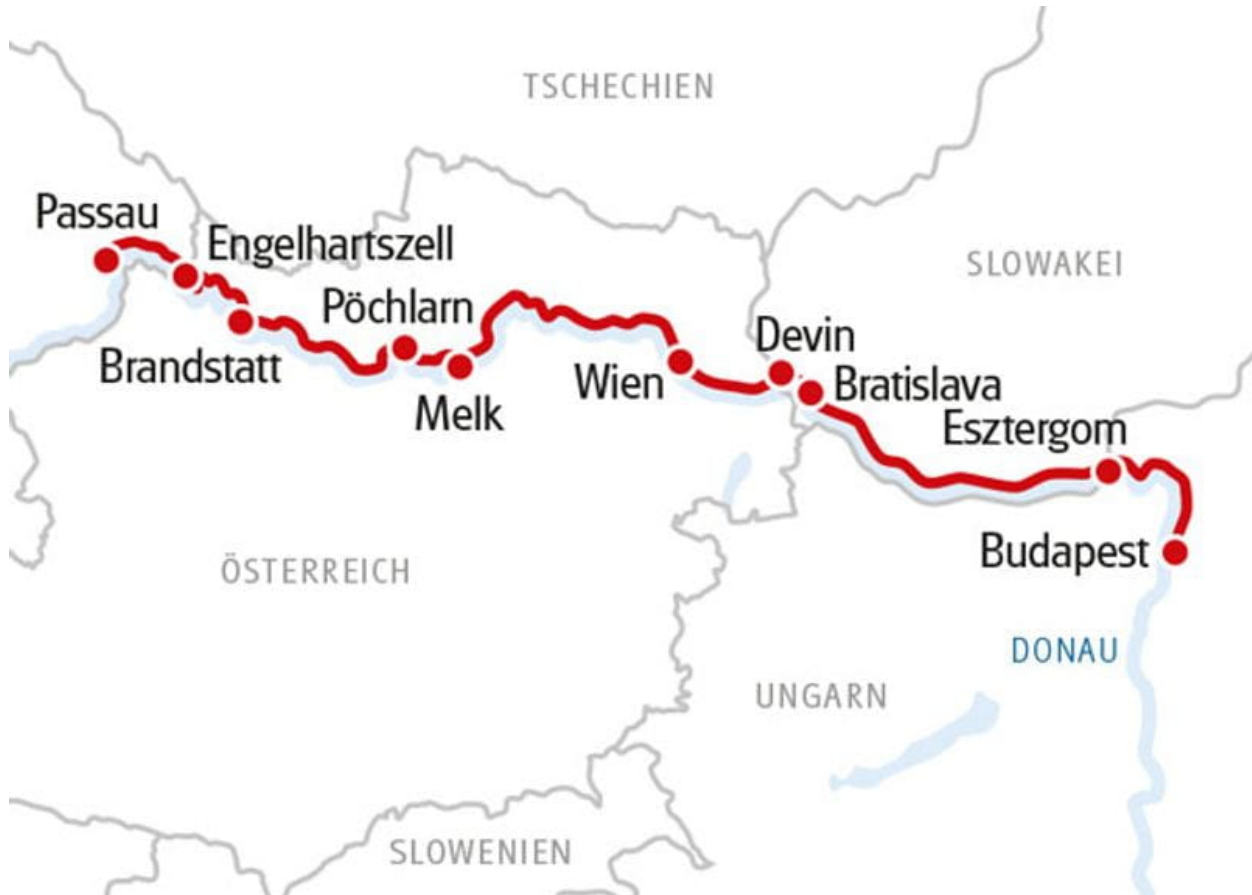 TSCHECHIEN
Passau
Engelhartszell
SLOWAKEI
Pöchlarn
Devin
Brandstatt
Wien
Bratislava
Melk
Esztergom
Budapest
ÖSTERREICH
DONAU
UNGARN
SLOWENIEN